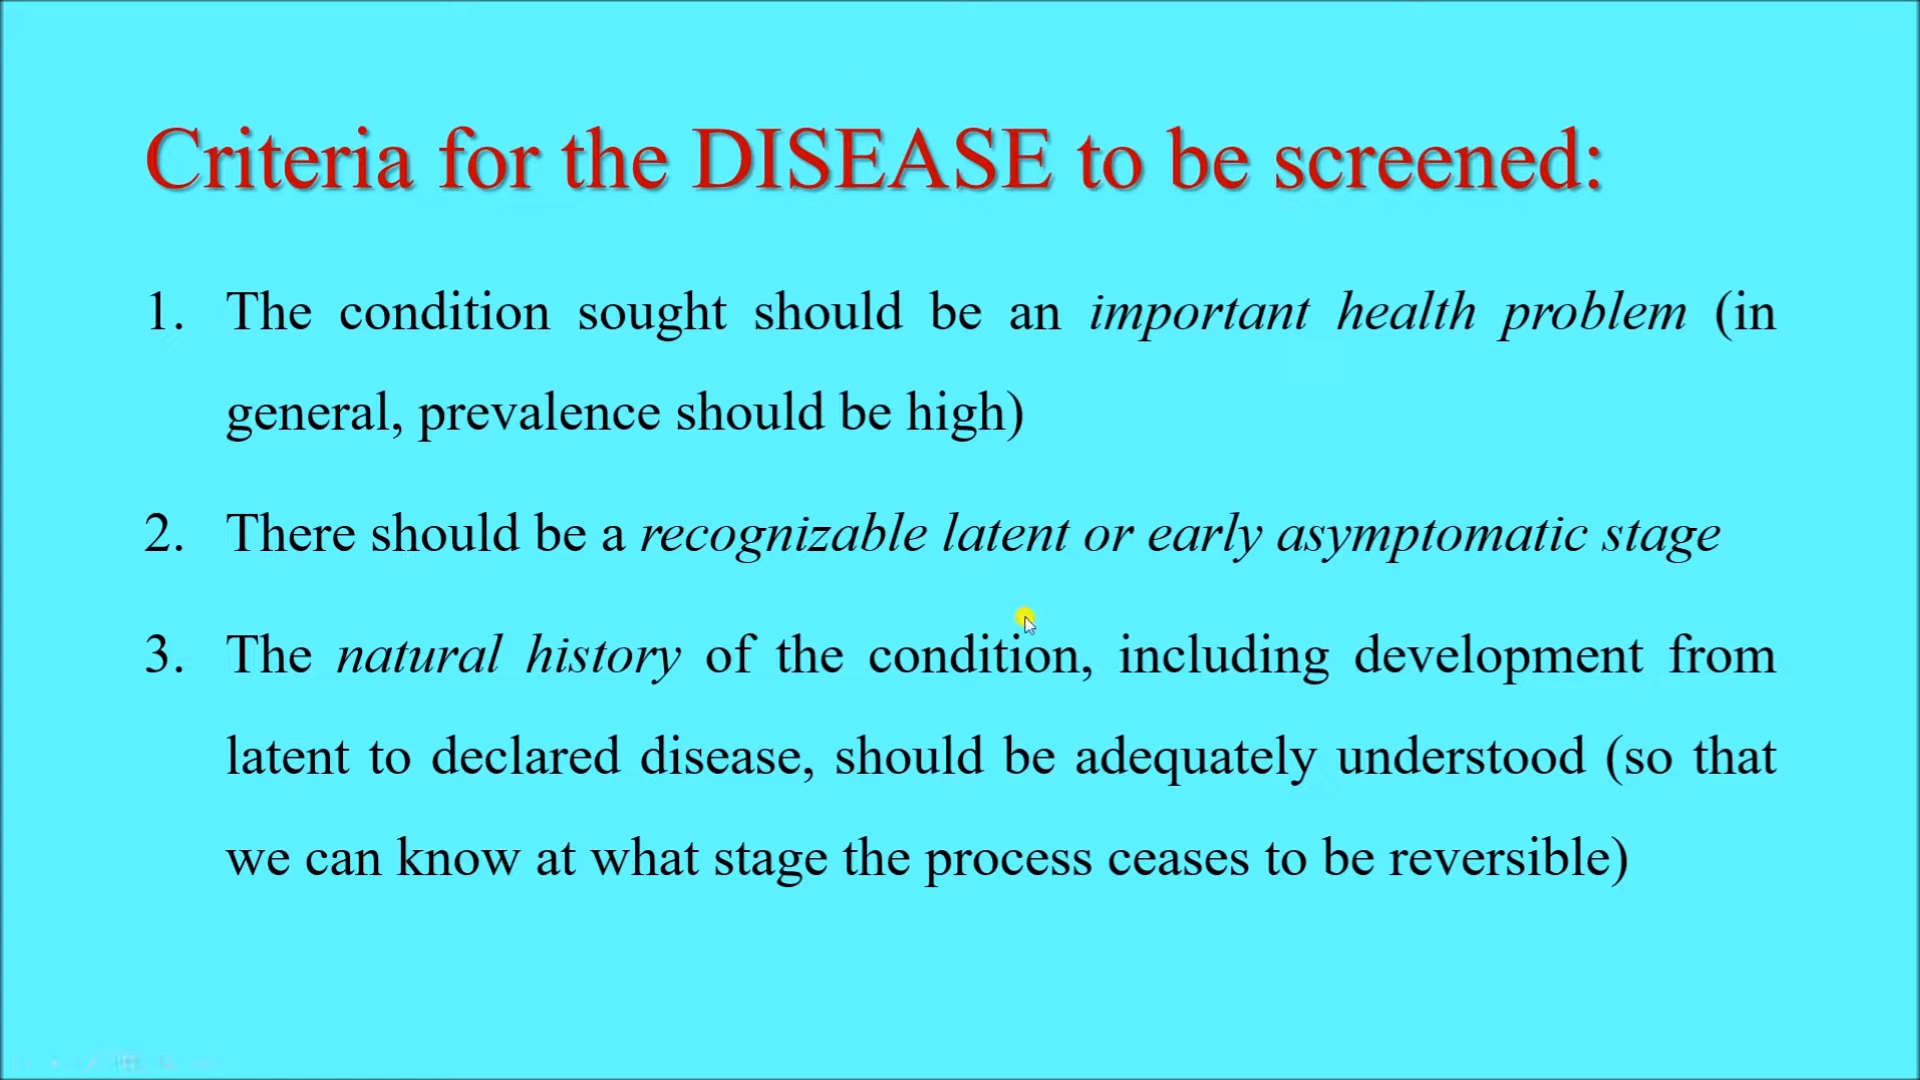 Criteria for the DISEASE to be screened:
1. The condition sought should be an important health problem (in
general, prevalence should be high)
2. There should be a recognizable latent or early asymptomatic stage
3. The natural history of the condition, including development from
latent to declared disease, should be adequately understood (so that
we can know at what stage the process ceases to be reversible)